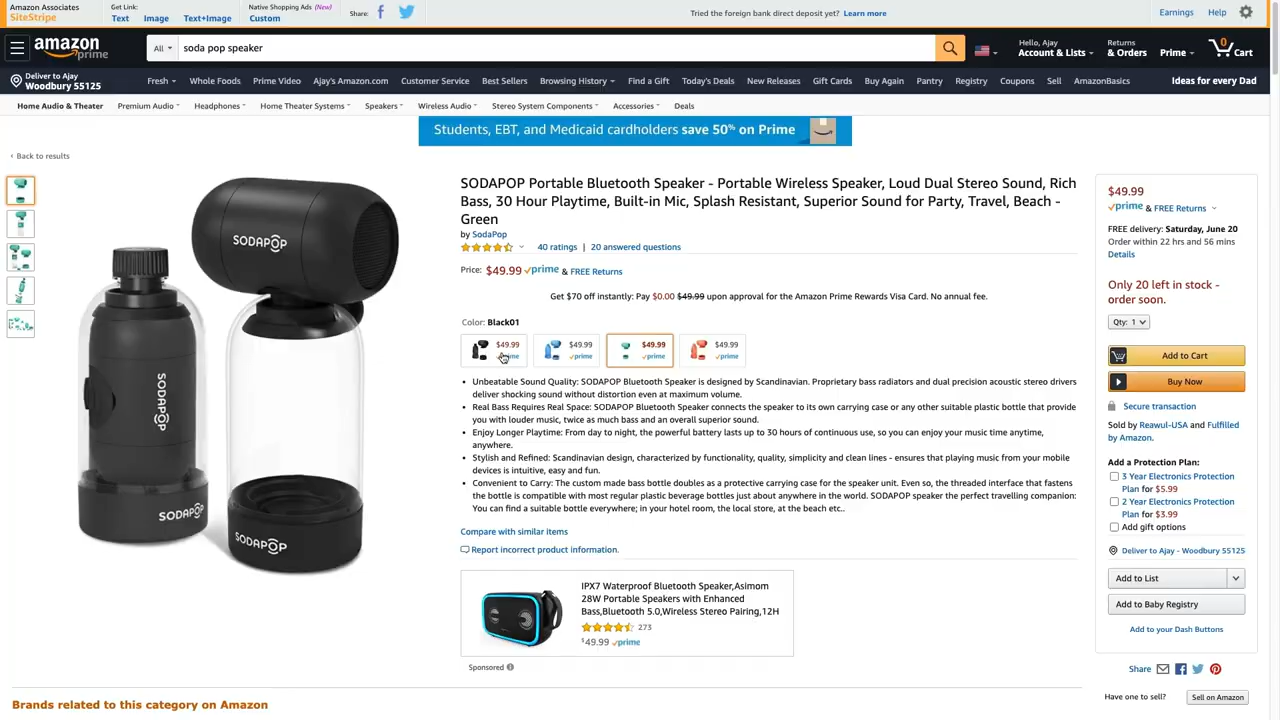 Amazon Associates
SiteStripe
Get Link:
Text Image Text+Image
Native Shopping Ads (New)
Custom
Share:
Tried the foreign bank direct deposit yet? Learn more
Earnings Help
amazon
prime
All
soda pop speaker
Hello, Ajay
Account & Lists
Returns
& Orders
Prime
0
Cart
Deliver to Ajay
Woodbury 55125
Fresh Whole Foods Prime Video Ajay's Amazon.com Customer Service Best Sellers Browsing History Find a Gift Today's Deals New Releases Gift Cards Buy Again Pantry Registry Coupons Sell AmazonBasics
Ideas for every Dad
Home Audio & Theater Premium Audio Headphones Home Theater Systems Speakers Wireless Audio Stereo System Components Accessories Deals
Students, EBT, and Medicaid cardholders save 50% on Prime
‹ Back to results
SODAPOP
SODAPOP
SODAPOP
SODAPOP
SODAPOP Portable Bluetooth Speaker - Portable Wireless Speaker, Loud Dual Stereo Sound, Rich
Bass, 30 Hour Playtime, Built-in Mic, Splash Resistant, Superior Sound for Party, Travel, Beach -
Green
by SodaPop
40 ratings | 20 answered questions
Price: $49.99 prime & FREE Returns
Get $70 off instantly: Pay $0.00 $49.99 upon approval for the Amazon Prime Rewards Visa Card. No annual fee.
Color: Black01
$49.99 $49.99 $49.99 $49.99
prime prime prime
• Unbeatable Sound Quality: SODAPOP Bluetooth Speaker is designed by Scandinavian. Proprietary bass radiators and dual precision acoustic stereo drivers
deliver shocking sound without distortion even at maximum volume.
• Real Bass Requires Real Space: SODAPOP Bluetooth Speaker connects the speaker to its own carrying case or any other suitable plastic bottle that provide
you with louder music, twice as much bass and an overall superior sound.
• Enjoy Longer Playtime: From day to night, the powerful battery lasts up to 30 hours of continuous use, so you can enjoy your music time anytime,
anywhere.
• Stylish and Refined: Scandinavian design, characterized by functionality, quality, simplicity and clean lines - ensures that playing music from your mobile
devices is intuitive, easy and fun.
• Convenient to Carry: The custom made bass bottle doubles as a protective carrying case for the speaker unit. Even so, the threaded interface that fastens
the bottle is compatible with most regular plastic beverage bottles just about anywhere in the world. SODAPOP speaker the perfect travelling companion:
You can find a suitable bottle everywhere; in your hotel room, the local store, at the beach etc..
Compare with similar items
Report incorrect product information.
IPX7 Waterproof Bluetooth Speaker,Asimom
28W Portable Speakers with Enhanced
Bass,Bluetooth 5.0,Wireless Stereo Pairing,12H
273
$49.99 prime
Sponsored
Brands related to this category on Amazon
$49.99
prime & FREE Returns
FREE delivery: Saturday, June 20
Order within 22 hrs and 56 mins
Details
Only 20 left in stock -
order soon.
Qty: 1
Add to Cart
Buy Now
Secure transaction
Sold by Reawul-USA and Fulfilled
by Amazon.
Add a Protection Plan:
3 Year Electronics Protection
Plan for $5.99
2 Year Electronics Protection
Plan for $3.99
Add gift options
Deliver to Ajay - Woodbury 55125
Add to List
Add to Baby Registry
Add to your Dash Buttons
Share
Have one to sell? Sell on Amazon